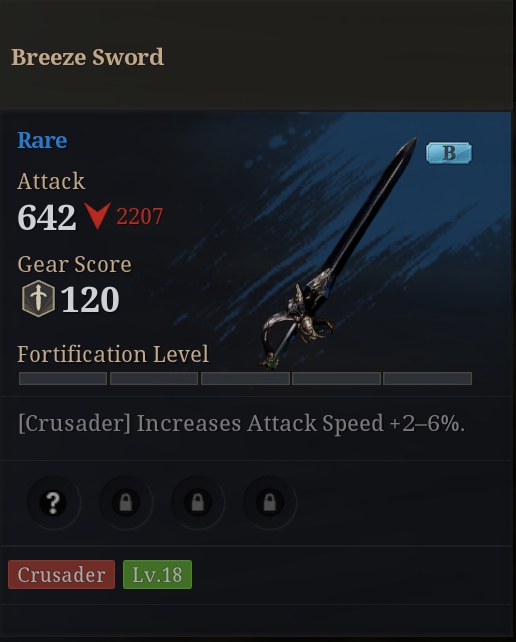 Breeze Sword
Rare
B
Attack
642 2207
Gear Score
120
Fortification Level
[Crusader] Increases Attack Speed +2–6%.
?
Crusader Lv.18